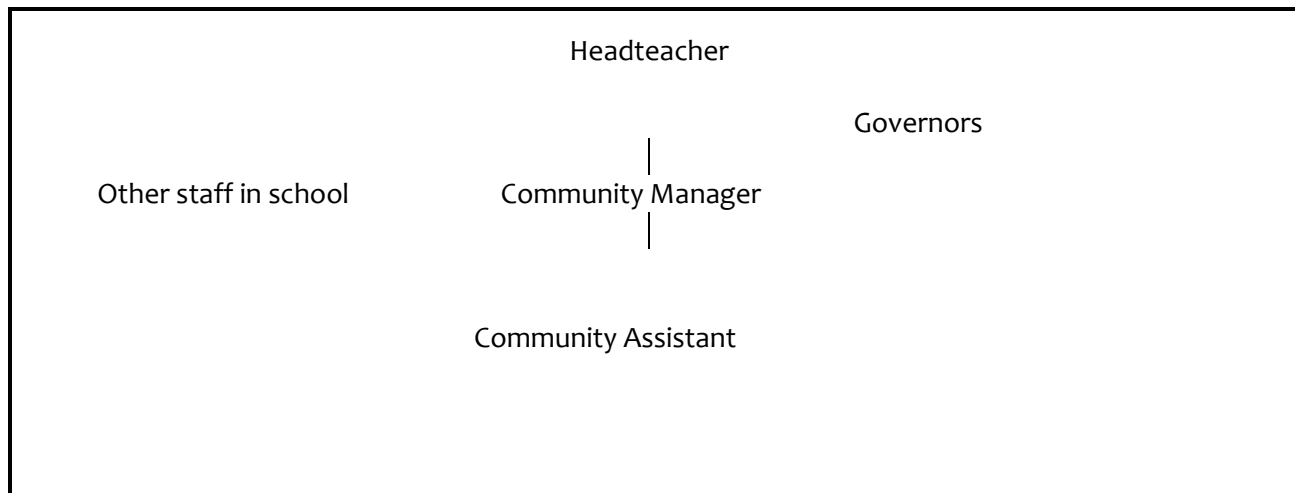 Headteacher
Governors
Other staff in school Community Manager
Community Assistant